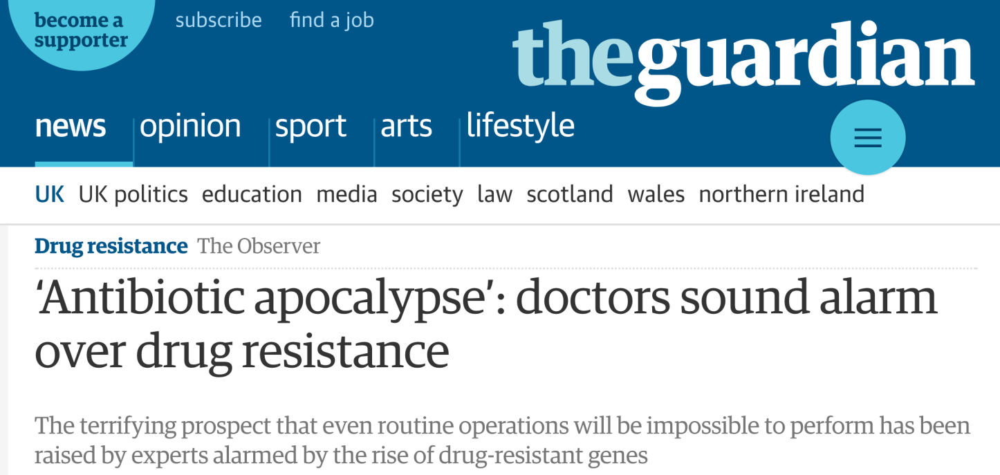 become a
supporter
subscribe find a job
theguardian
news opinion sport arts lifestyle
UK UK politics education media society law scotland wales northern ireland
Drug resistance The Observer
‘Antibiotic apocalypse’: doctors sound alarm
over drug resistance
The terrifying prospect that even routine operations will be impossible to perform has been
raised by experts alarmed by the rise of drug-resistant genes